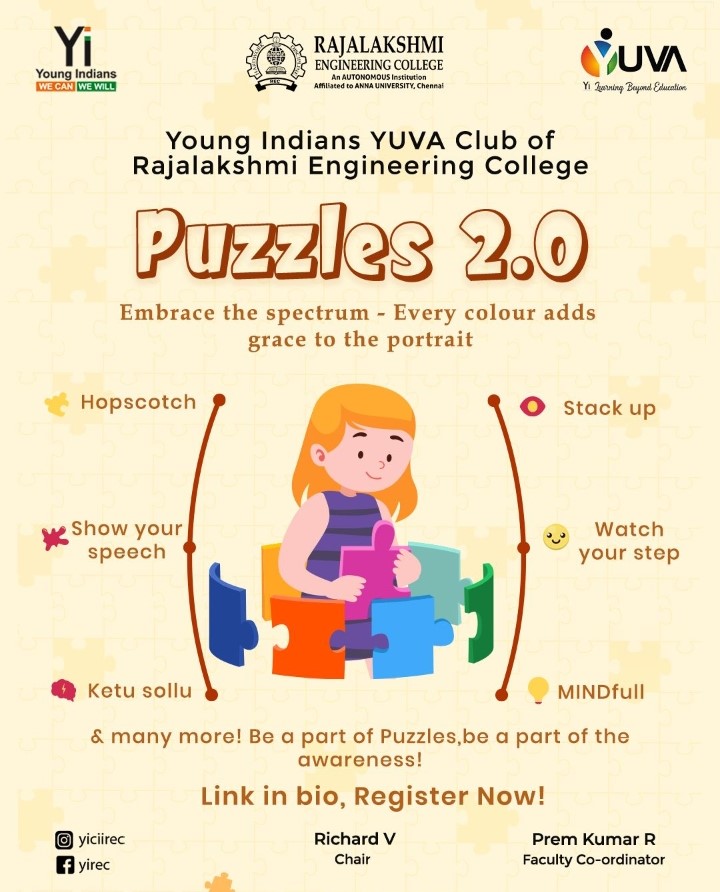 Yi
Young Indians
WE CAN WE WILL
RAJALAKSHMI
ENGINEERING COLLEGE
An AUTONOMOUS Institution
Affiliated to ANNA UNIVERSITY, Chennai
REC
YUVA
Yi Learning Beyond Education
Young Indians YUVA Club of
Rajalakshmi Engineering College
Puzzles 2.0
Embrace the spectrum - Every colour adds
grace to the portrait
Hopscotch
Stack up
Show your
speech
Watch
your step
Ketu sollu
MINDfull
& many more! Be a part of Puzzles,be a part of the
awareness!
Link in bio, Register Now!
yiciirec
yirec
Richard V
Chair
Prem Kumar R
Faculty Co-ordinator